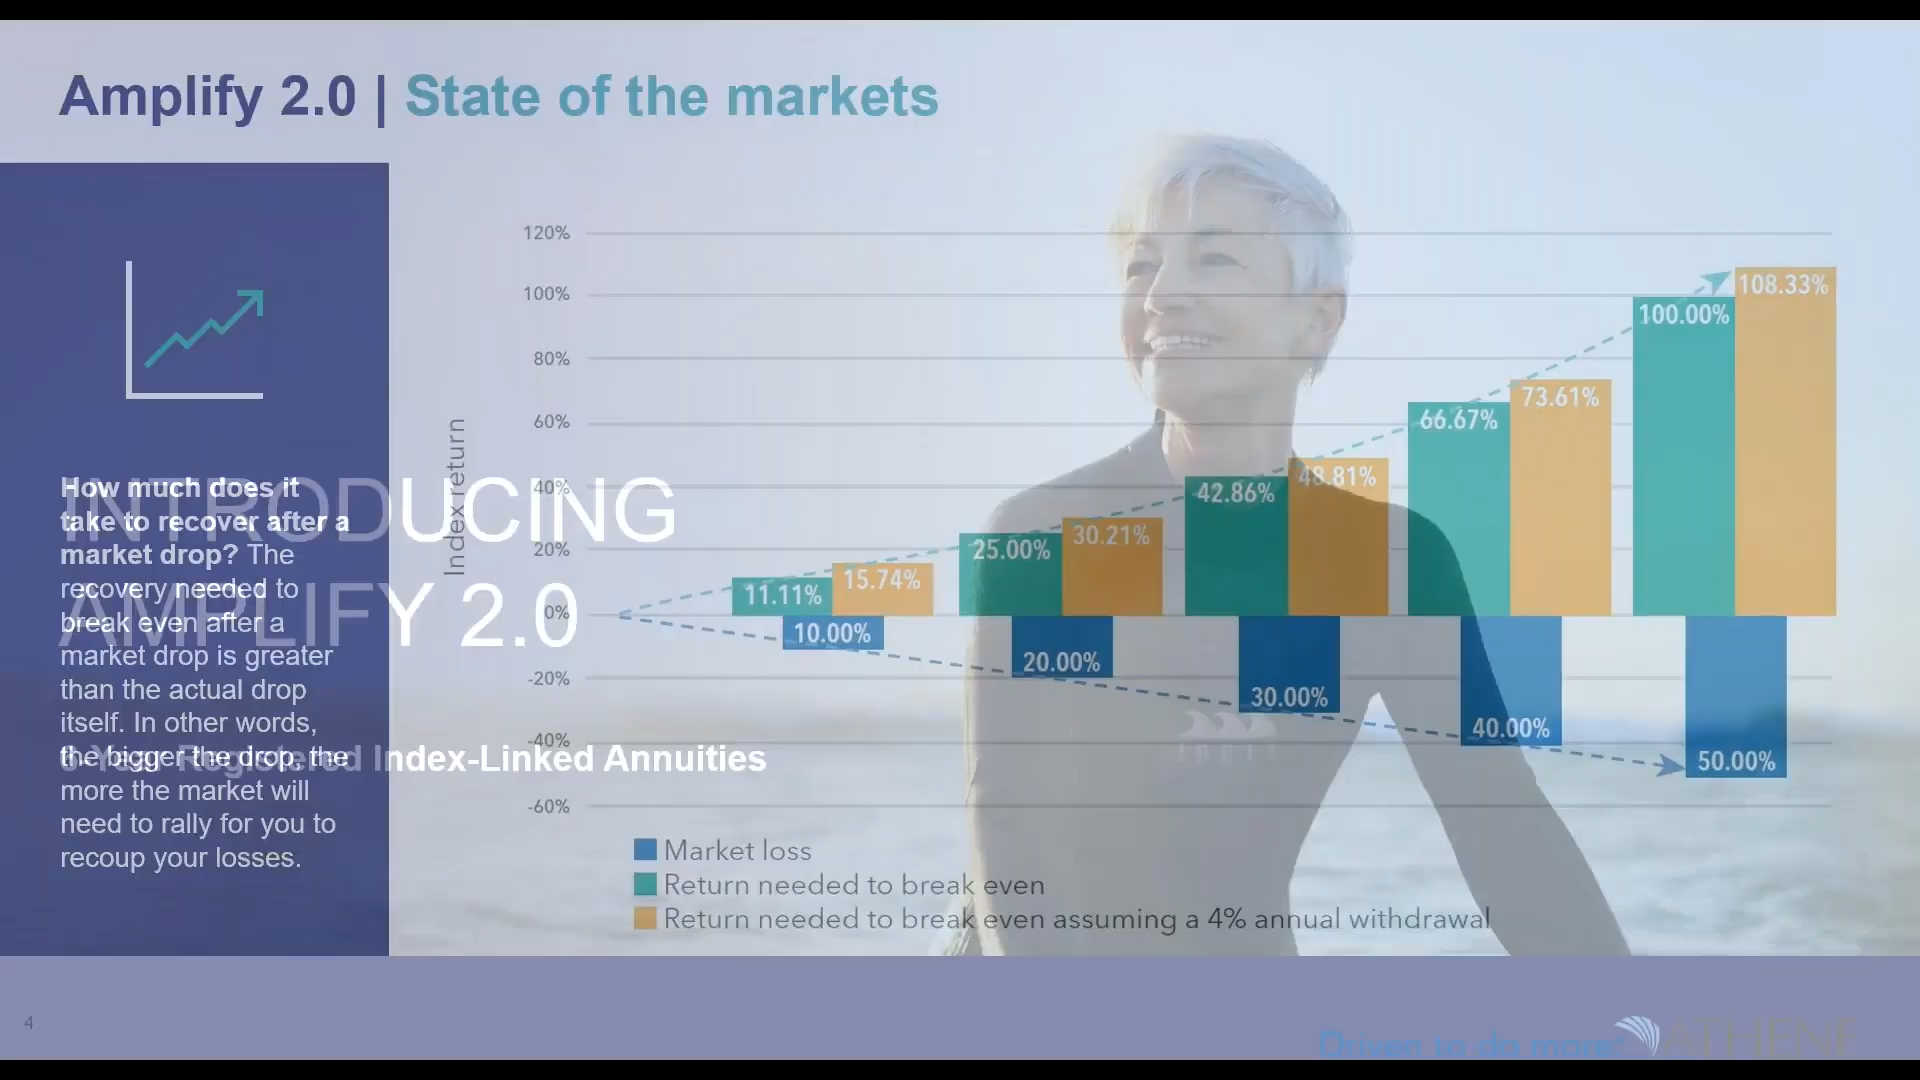 Amplify 2.0 | State of the markets
How much does it
take to recover after a
market drop? The
recovery needed to
break even after a
market drop is greater
than the actual drop
itself. In other words,
the bigger the drop, the
more the market will
need to rally for you to
recoup your losses.
INTRODUCING
AMPLIFY 2.0
Registered Index-Linked Annuities
Index return
120%
100%
80%
60%
40%
20%
0%
-20%
-40%
-60%
11.11%
15.74%
10.00%
25.00%
30.21%
20.00%
42.86%
48.81%
30.00%
66.67%
73.61%
40.00%
100.00%
108.33%
50.00%
Market loss
Return needed to break even
Return needed to break even assuming a 4% annual withdrawal
4
Driven to do more
ATHENE